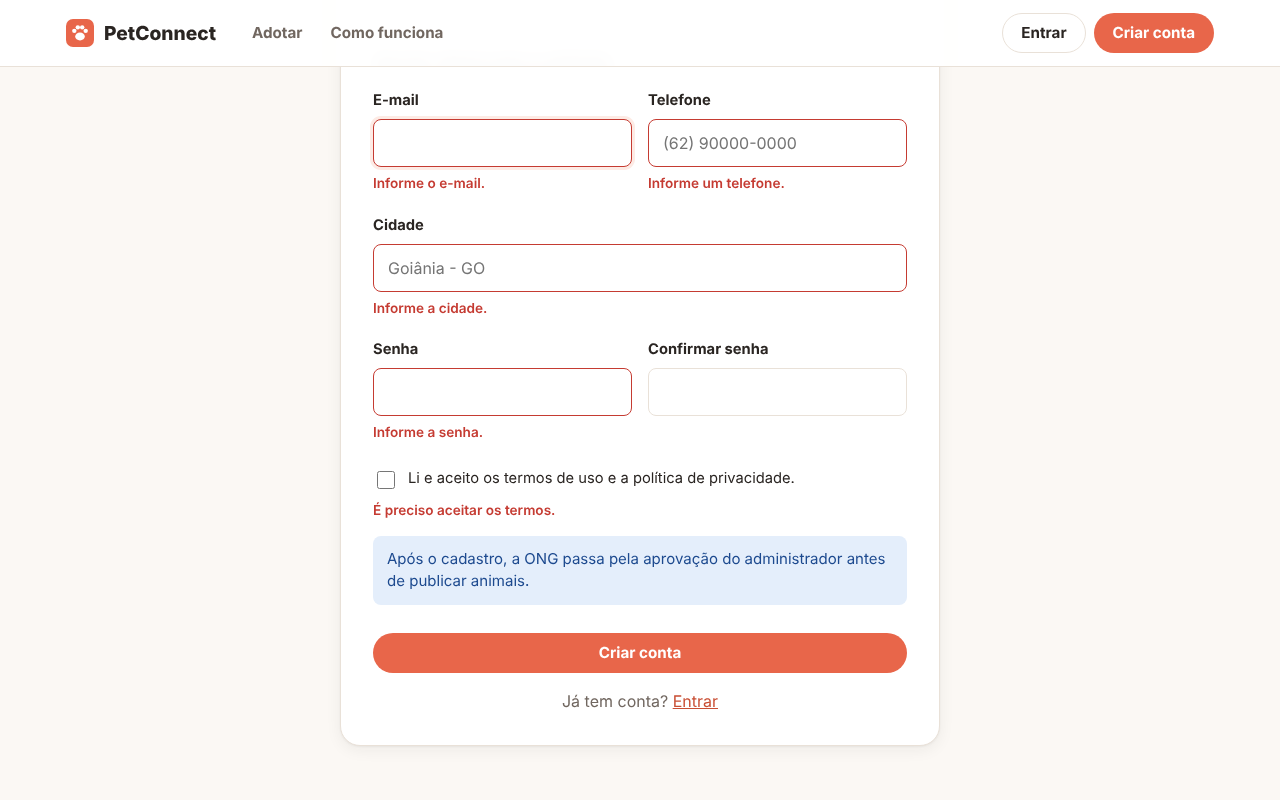 PetConnect
Adotar
Como funciona
Entrar
Criar conta
E-mail
Telefone
(62) 90000-0000
Informe o e-mail.
Informe um telefone.
Cidade
Goiânia - GO
Informe a cidade.
Senha
Confirmar senha
Informe a senha.
Li e aceito os termos de uso e a política de privacidade.
É preciso aceitar os termos.
Após o cadastro, a ONG passa pela aprovação do administrador antes
de publicar animais.
Criar conta
Já tem conta? Entrar